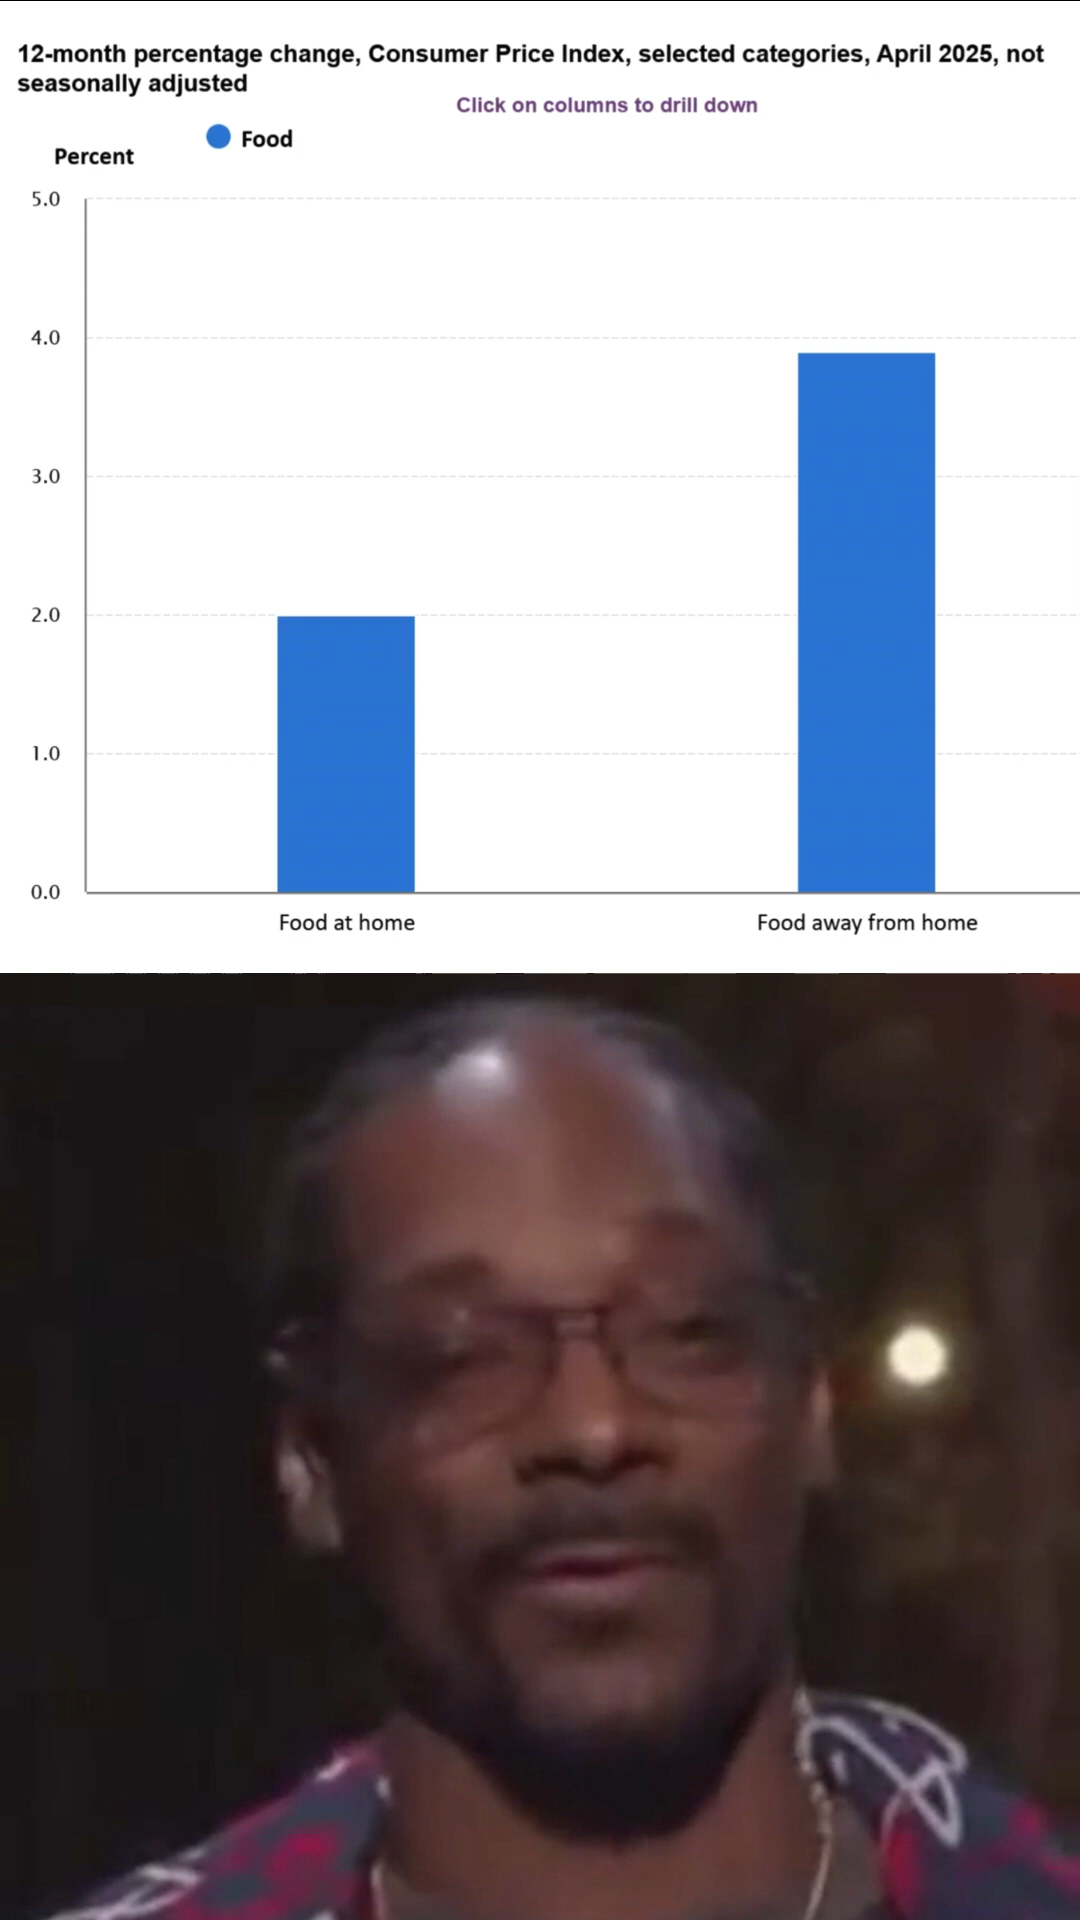 12-month percentage change, Consumer Price Index, selected categories, April 2025, not
seasonally adjusted
Click on columns to drill down
Food
Percent
5.0
4.0
3.0
2.0
1.0
0.0
Food at home
Food away from home